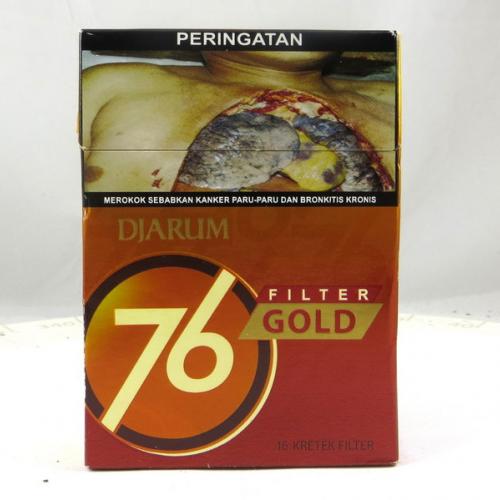 PERINGATAN
MEROKOK SEBABKAN KANKER PARU-PARU DAN BRONKITIS KRONIS
DJARUM
76
FILTER
GOLD
16 KRETEK FILTER